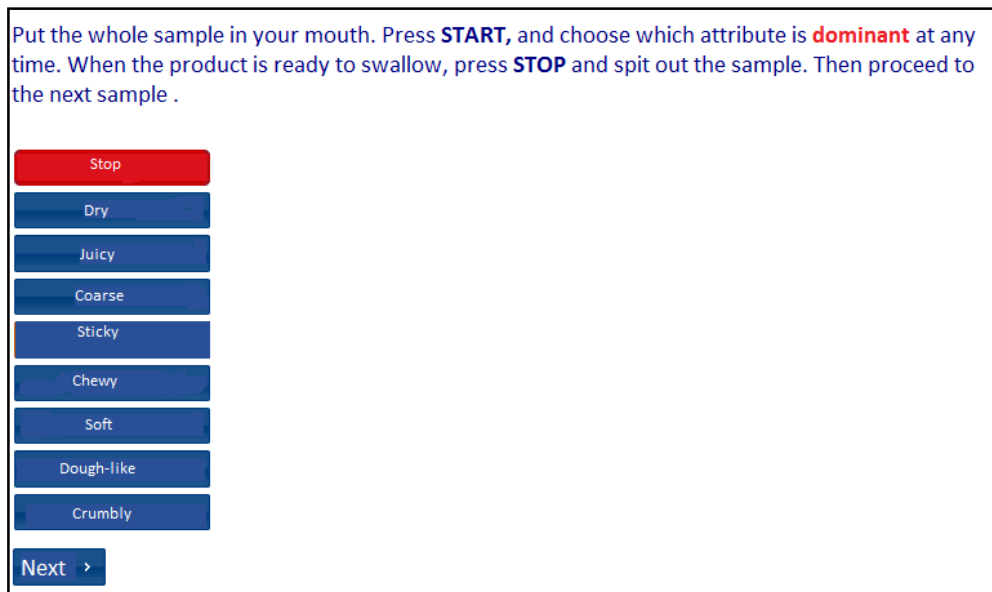 Put the whole sample in your mouth. Press START, and choose which attribute is dominant at any
time. When the product is ready to swallow, press STOP and spit out the sample. Then proceed to
the next sample .
Stop
Dry
Juicy
Coarse
Sticky
Chewy
Soft
Dough-like
Crumbly
Next ›